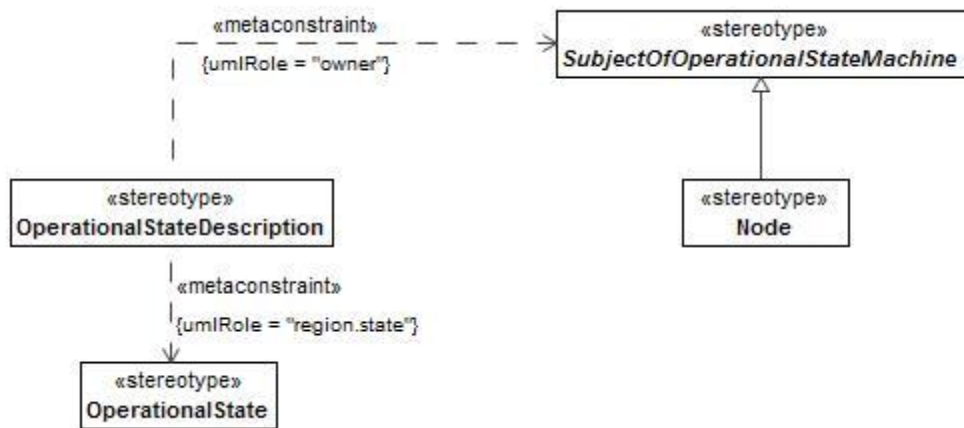 «metaconstraint»
{umlRole = "owner"}
«stereotype»
SubjectOfOperationalStateMachine
«stereotype»
OperationalStateDescription
«stereotype»
Node
«metaconstraint»
{umlRole = "region.state"}
«stereotype»
OperationalState